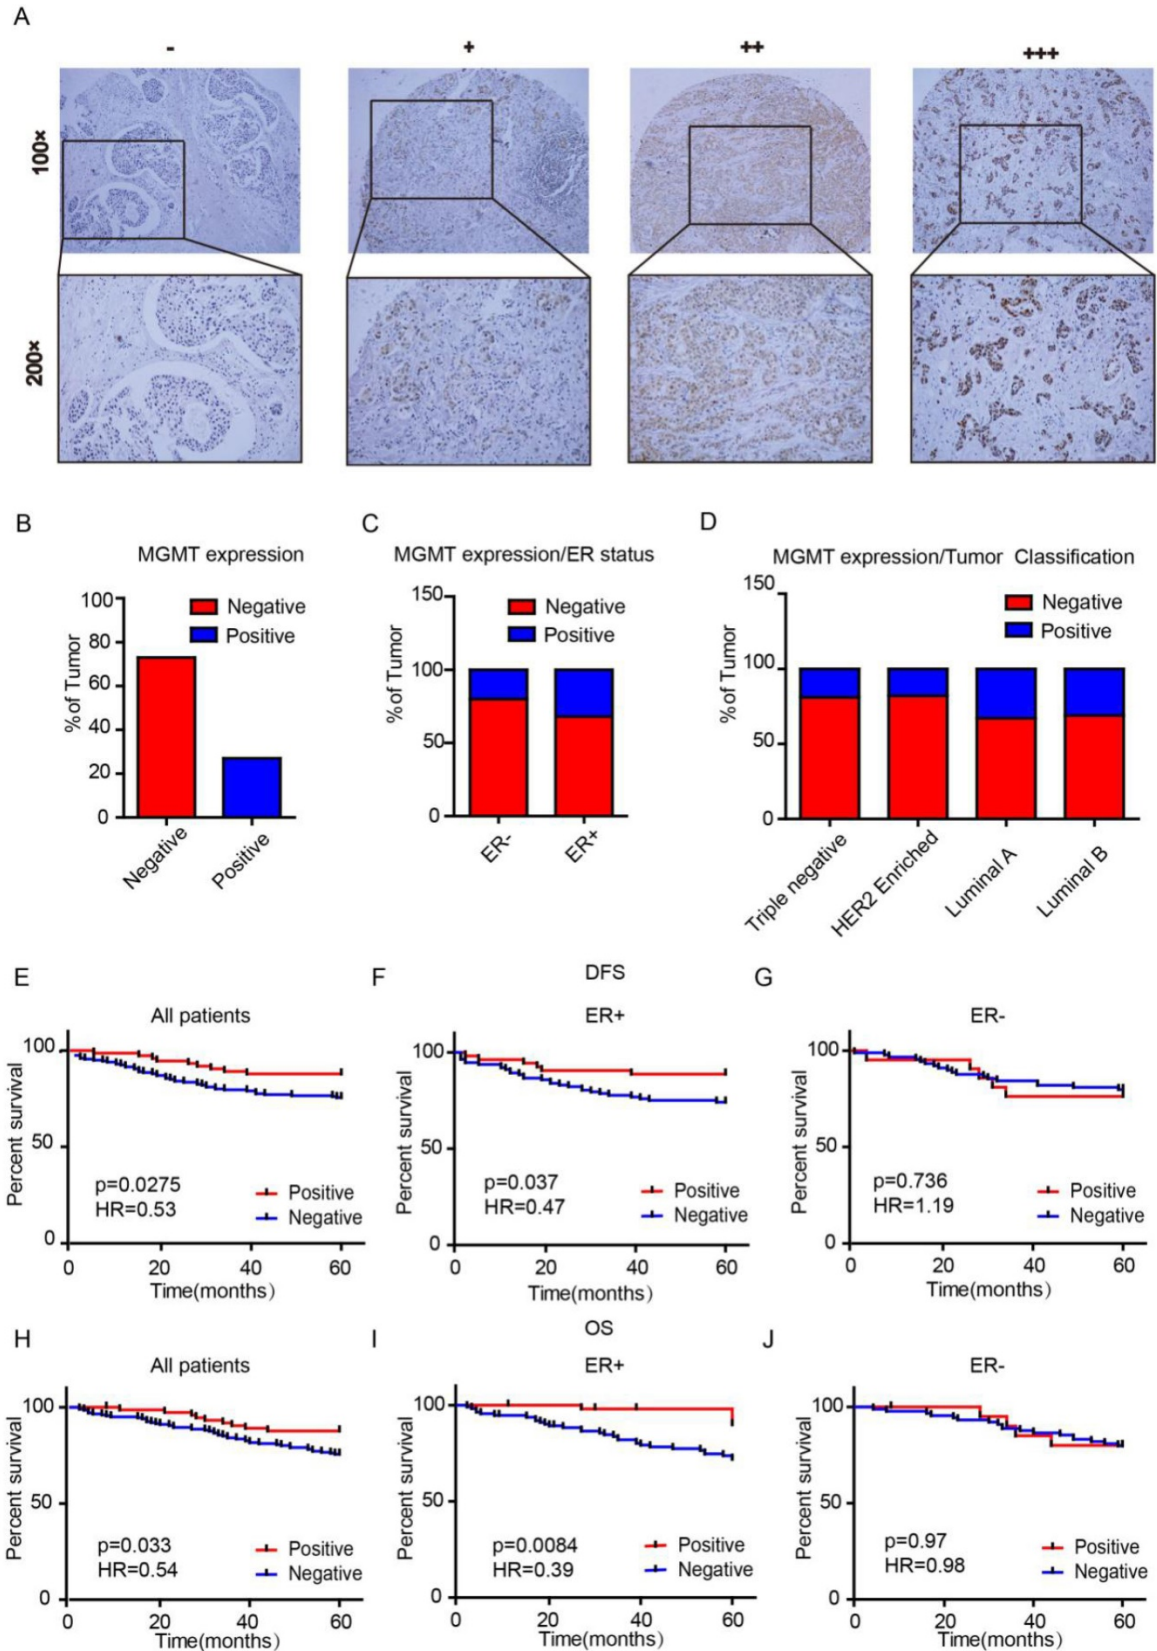 A
- + ++ +++
100×
200×
B
MGMT expression
% of Tumor
100
80
60
40
20
0
Negative
Positive
Negative
Positive
C
MGMT expression/ER status
% of Tumor
150
100
50
0
Negative
Positive
ER-
ER+
D
MGMT expression/Tumor Classification
% of Tumor
150
100
50
0
Negative
Positive
Triple negative
HER2 Enriched
Luminal A
Luminal B
DFS
E
All patients
Percent survival
100
50
0
p=0.0275
HR=0.53
Positive
Negative
0 20 40 60
Time(months)
F
ER+
Percent survival
100
50
0
p=0.037
HR=0.47
Positive
Negative
0 20 40 60
Time(months)
G
ER-
Percent survival
100
50
0
p=0.736
HR=1.19
Positive
Negative
0 20 40 60
Time(months)
OS
H
All patients
Percent survival
100
50
0
p=0.033
HR=0.54
Positive
Negative
0 20 40 60
Time(months)
I
ER+
Percent survival
100
50
0
p=0.0084
HR=0.39
Positive
Negative
0 20 40 60
Time(months)
J
ER-
Percent survival
100
50
0
p=0.97
HR=0.98
Positive
Negative
0 20 40 60
Time(months)